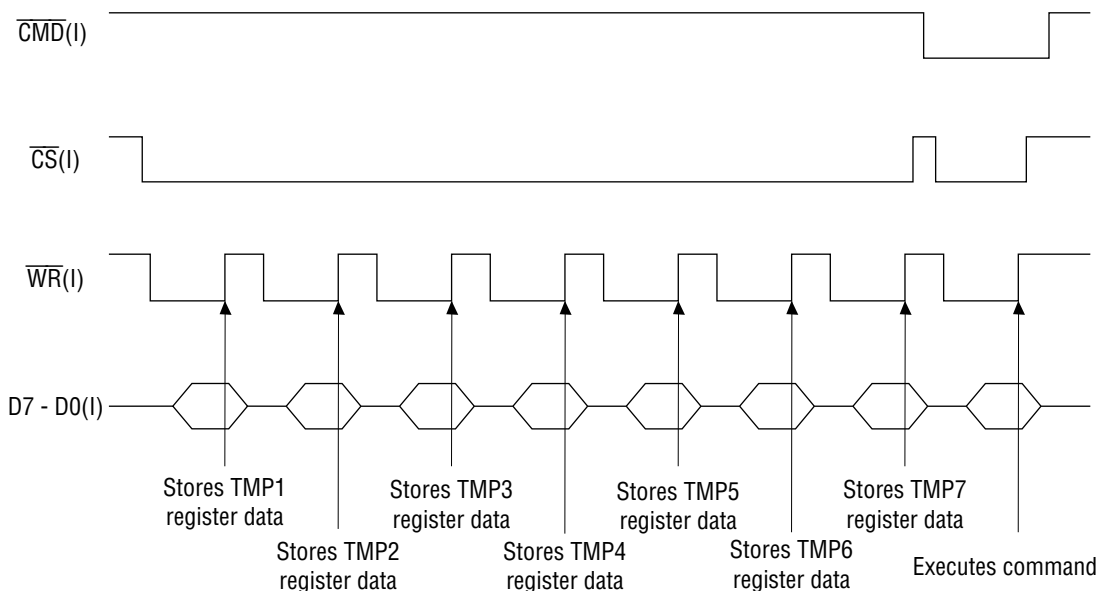 CMD(I)
CS(I)
WR(I)
D7 - D0(I)
Stores TMP1
register data
Stores TMP2
register data
Stores TMP3
register data
Stores TMP4
register data
Stores TMP5
register data
Stores TMP6
register data
Stores TMP7
register data
Executes command